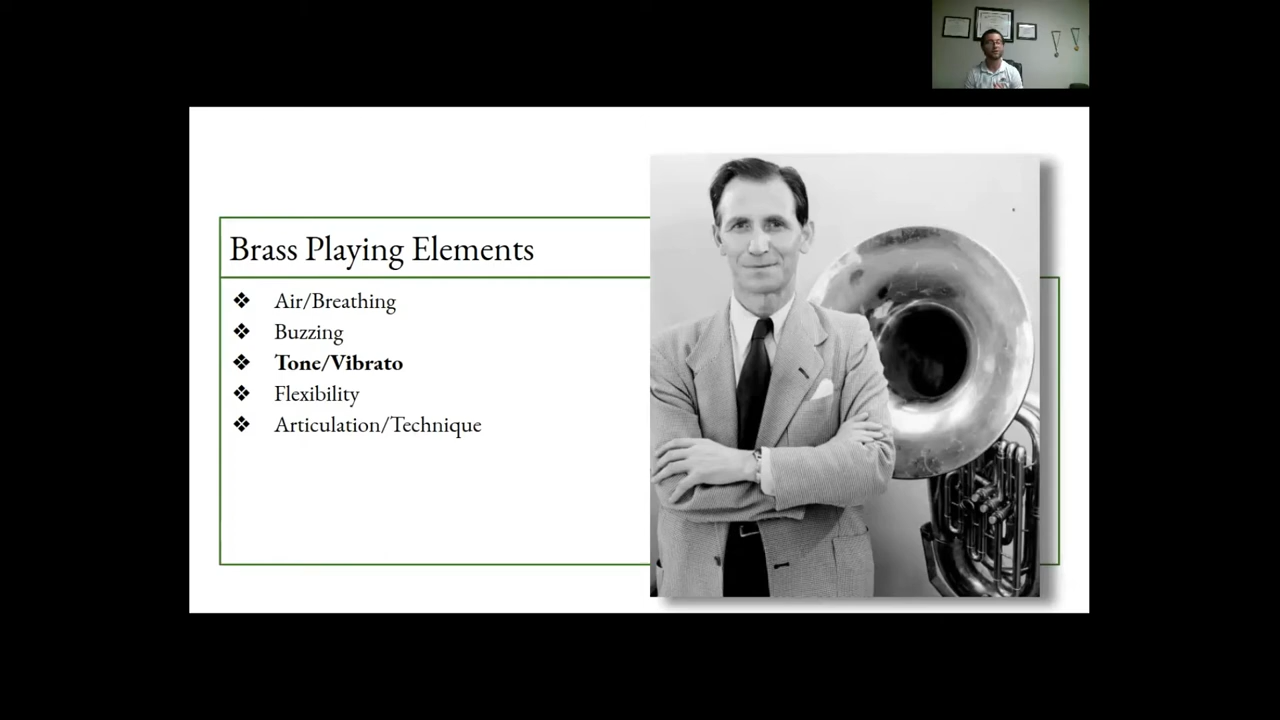 Brass Playing Elements
❖ Air/Breathing
❖ Buzzing
❖ Tone/Vibrato
❖ Flexibility
❖ Articulation/Technique